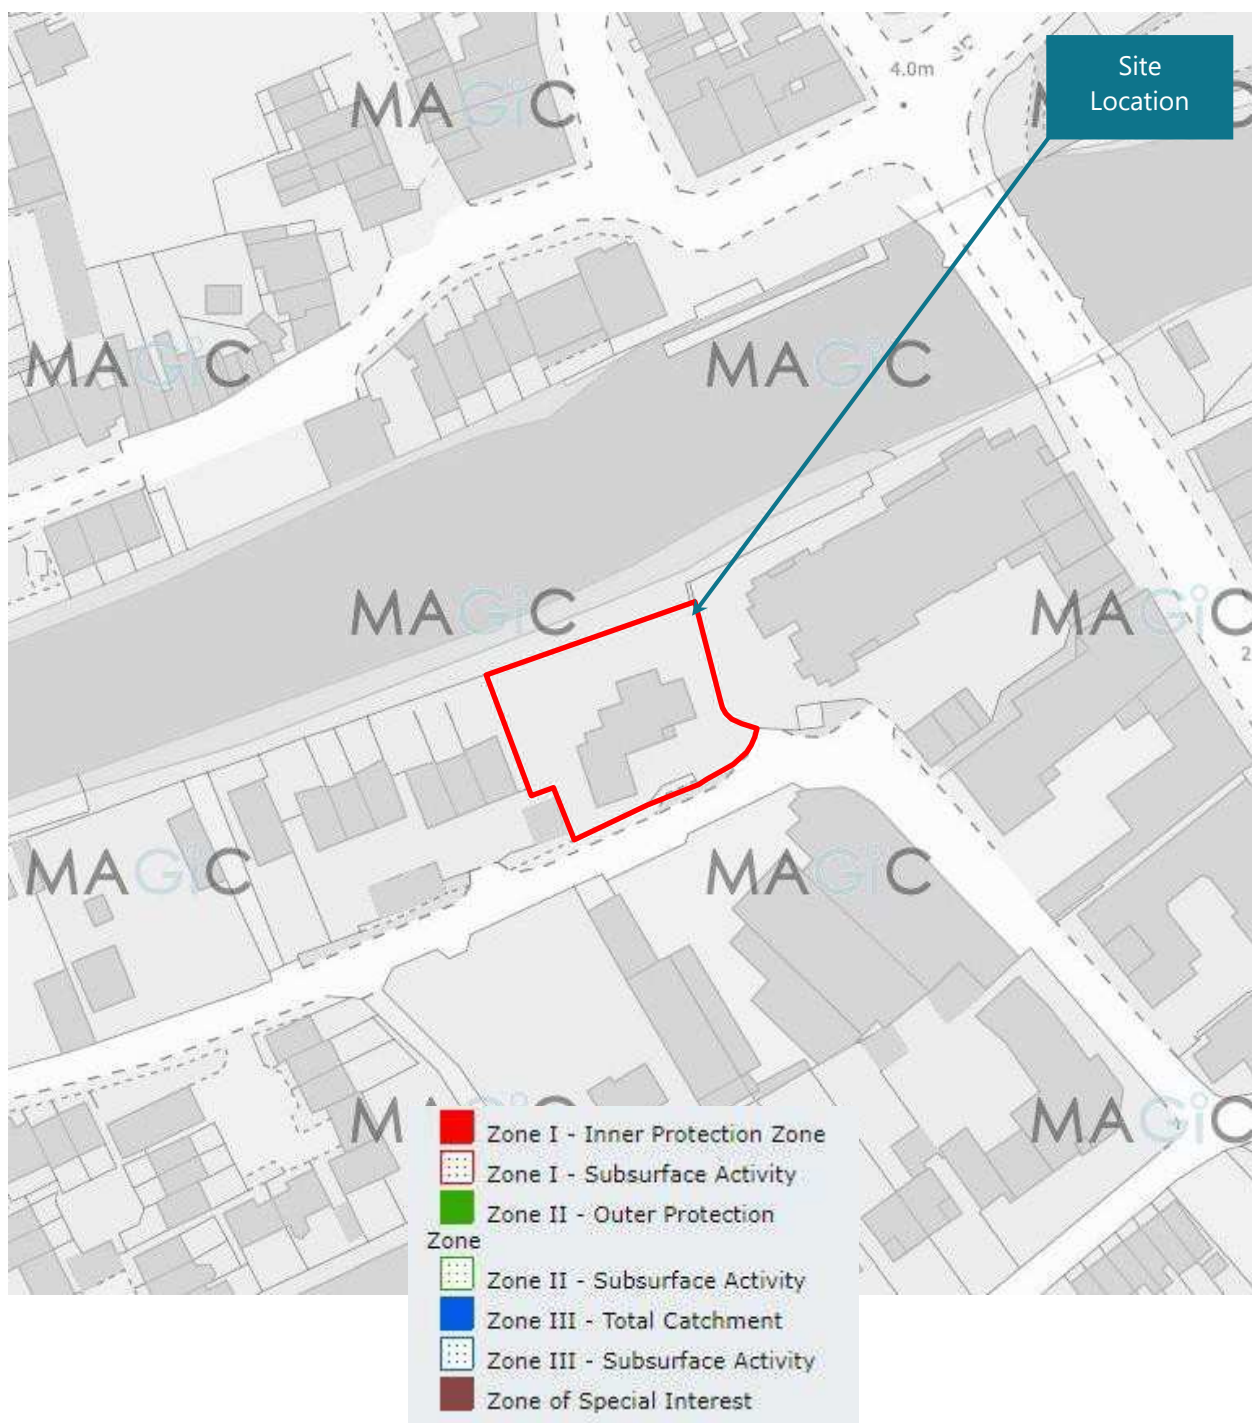 4.0m
Site
Location
MAGiC
MAGiC
MAGiC
MAGiC
MAGiC
2
MAGiC
MAGiC
MAGiC
Zone I - Inner Protection Zone
Zone I - Subsurface Activity
Zone II - Outer Protection
Zone
Zone II - Subsurface Activity
Zone III - Total Catchment
Zone III - Subsurface Activity
Zone of Special Interest